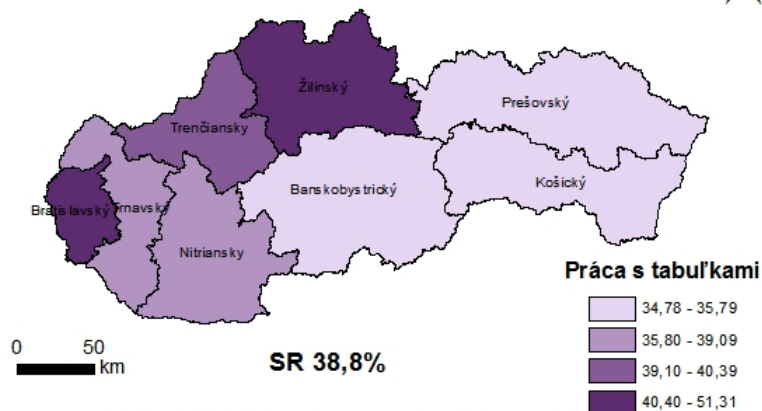 Žilinský
Prešovský
Trenčiansky
Košický
Banskobystrický
Bratislavský
Trnavský
Nitriansky
Práca s tabuľkami
34,78 - 35,79
35,80 - 39,09
39,10 - 40,39
40,40 - 51,31
0 50
km
SR 38,8%